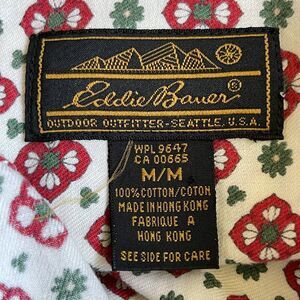 Eddie Bauer®
OUTDOOR OUTFITTER-SEATTLE, U.S.A.
WPL 9647
CA 00665
M/M
100% COTTON/COTON
MADE IN HONG KONG
FABRIQUE A
HONG KONG
SEE SIDE FOR CARE